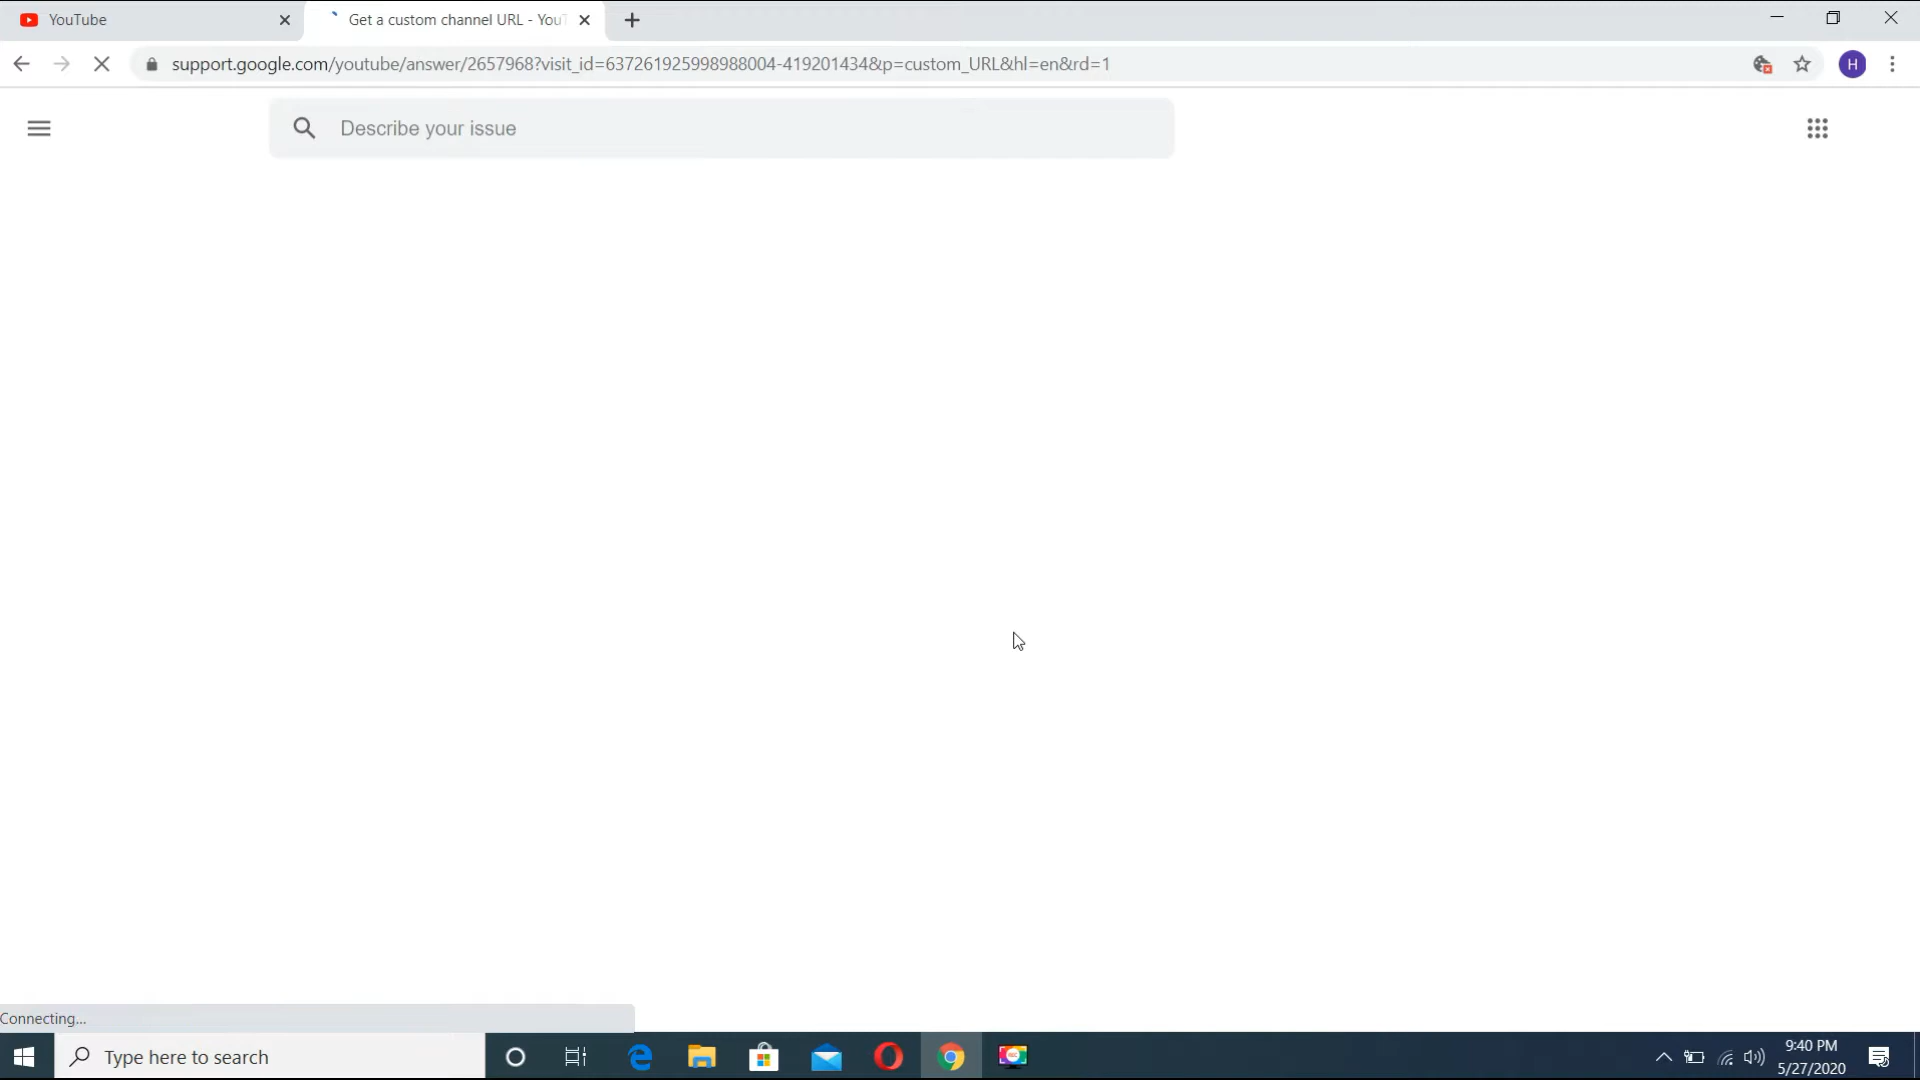 YouTube
Get a custom channel URL - YouT
support.google.com/youtube/answer/2657968?visit_id=637261925998988004-419201434&p=custom_URL&hl=en&rd=1
H
Describe your issue
Connecting...
Type here to search
9:40 PM
5/27/2020